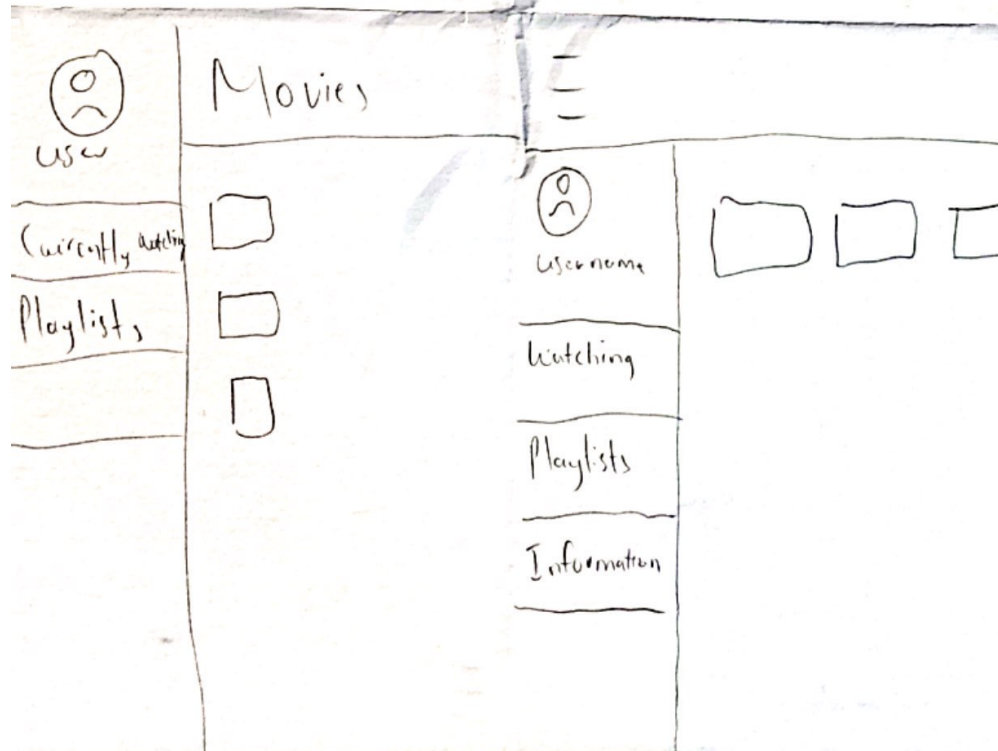 Movies
user
Currently watching
Playlists
username
Watching
Playlists
Information